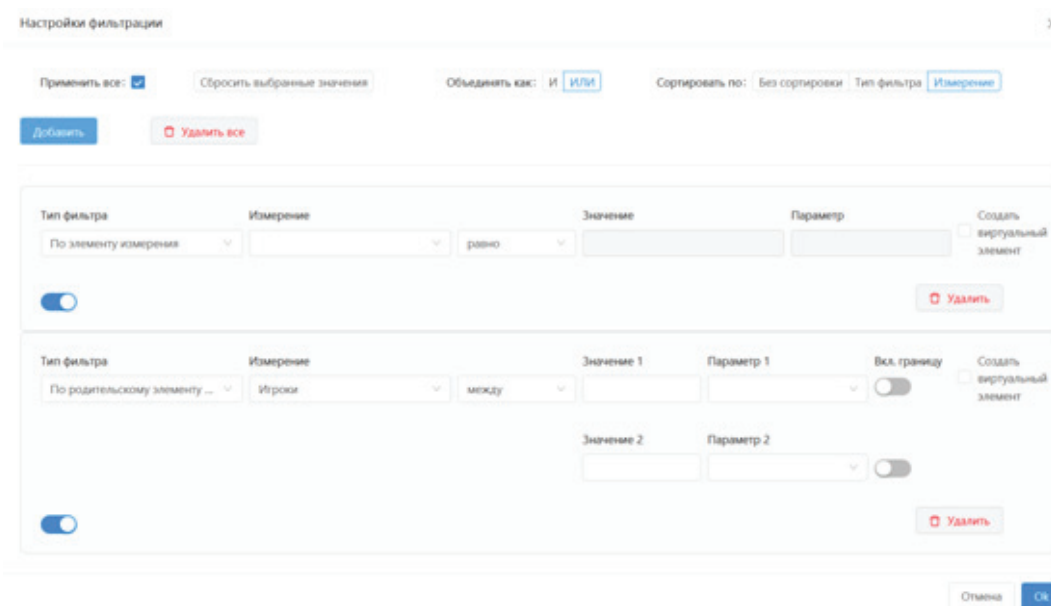 Настройки фильтрации
Применить все: Сбросить выбранные значения Объединять как: И ИЛИ Сортировать по: Без сортировки Тип фильтра Измерение
Добавить Удалить все
Тип фильтра Измерение Значение Параметр Создать виртуальный элемент
По элементу измерения равно
Удалить
Тип фильтра Измерение Значение 1 Параметр 1 Вкл. границу Создать виртуальный элемент
По родительскому элементу ... Игроки между
Значение 2 Параметр 2
Удалить
Отмена Ok